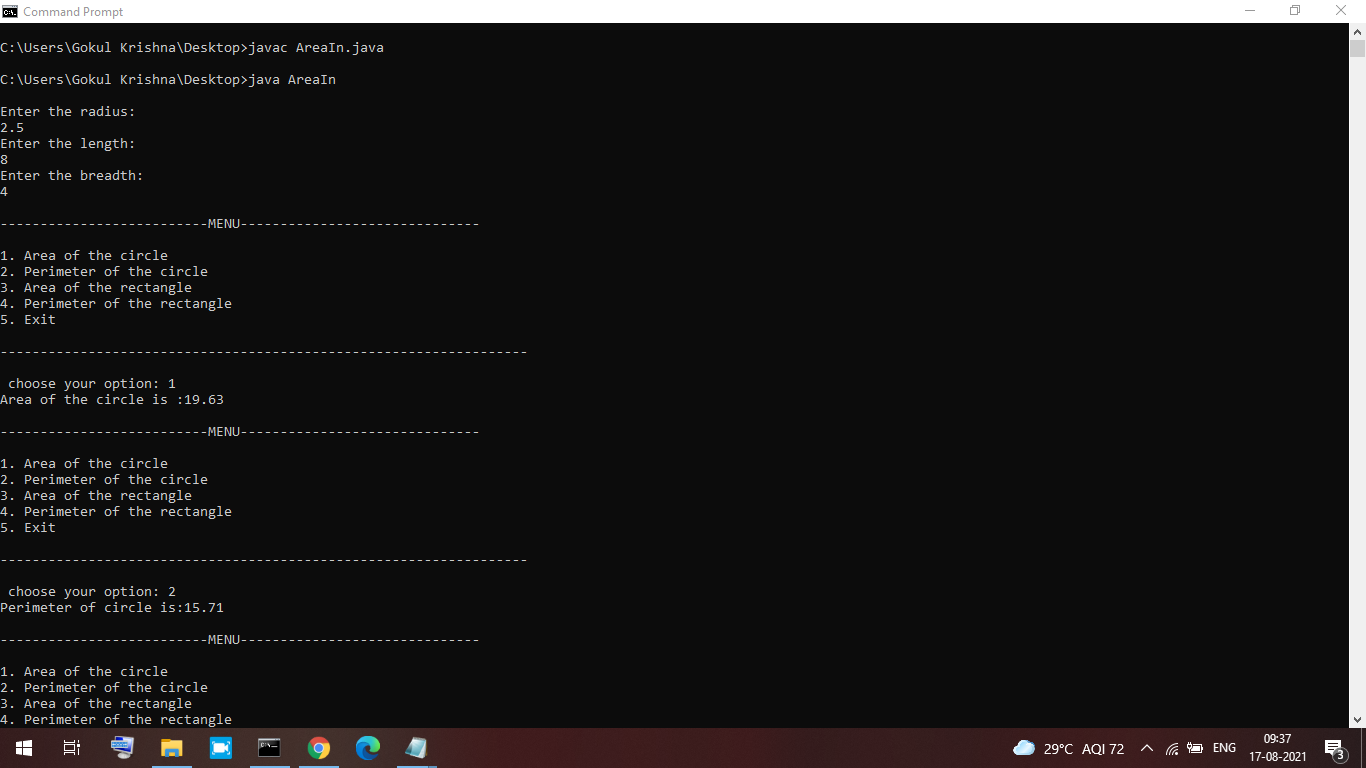 Command Prompt
C:\Users\Gokul Krishna\Desktop>javac AreaIn.java
C:\Users\Gokul Krishna\Desktop>java AreaIn
Enter the radius:
2.5
Enter the length:
8
Enter the breadth:
4
--------------------------MENU------------------------------
1. Area of the circle
2. Perimeter of the circle
3. Area of the rectangle
4. Perimeter of the rectangle
5. Exit
------------------------------------------------------------------
 choose your option: 1
Area of the circle is :19.63
--------------------------MENU------------------------------
1. Area of the circle
2. Perimeter of the circle
3. Area of the rectangle
4. Perimeter of the rectangle
5. Exit
------------------------------------------------------------------
 choose your option: 2
Perimeter of circle is:15.71
--------------------------MENU------------------------------
1. Area of the circle
2. Perimeter of the circle
3. Area of the rectangle
4. Perimeter of the rectangle
29°C AQI 72
ENG
09:37
17-08-2021
3